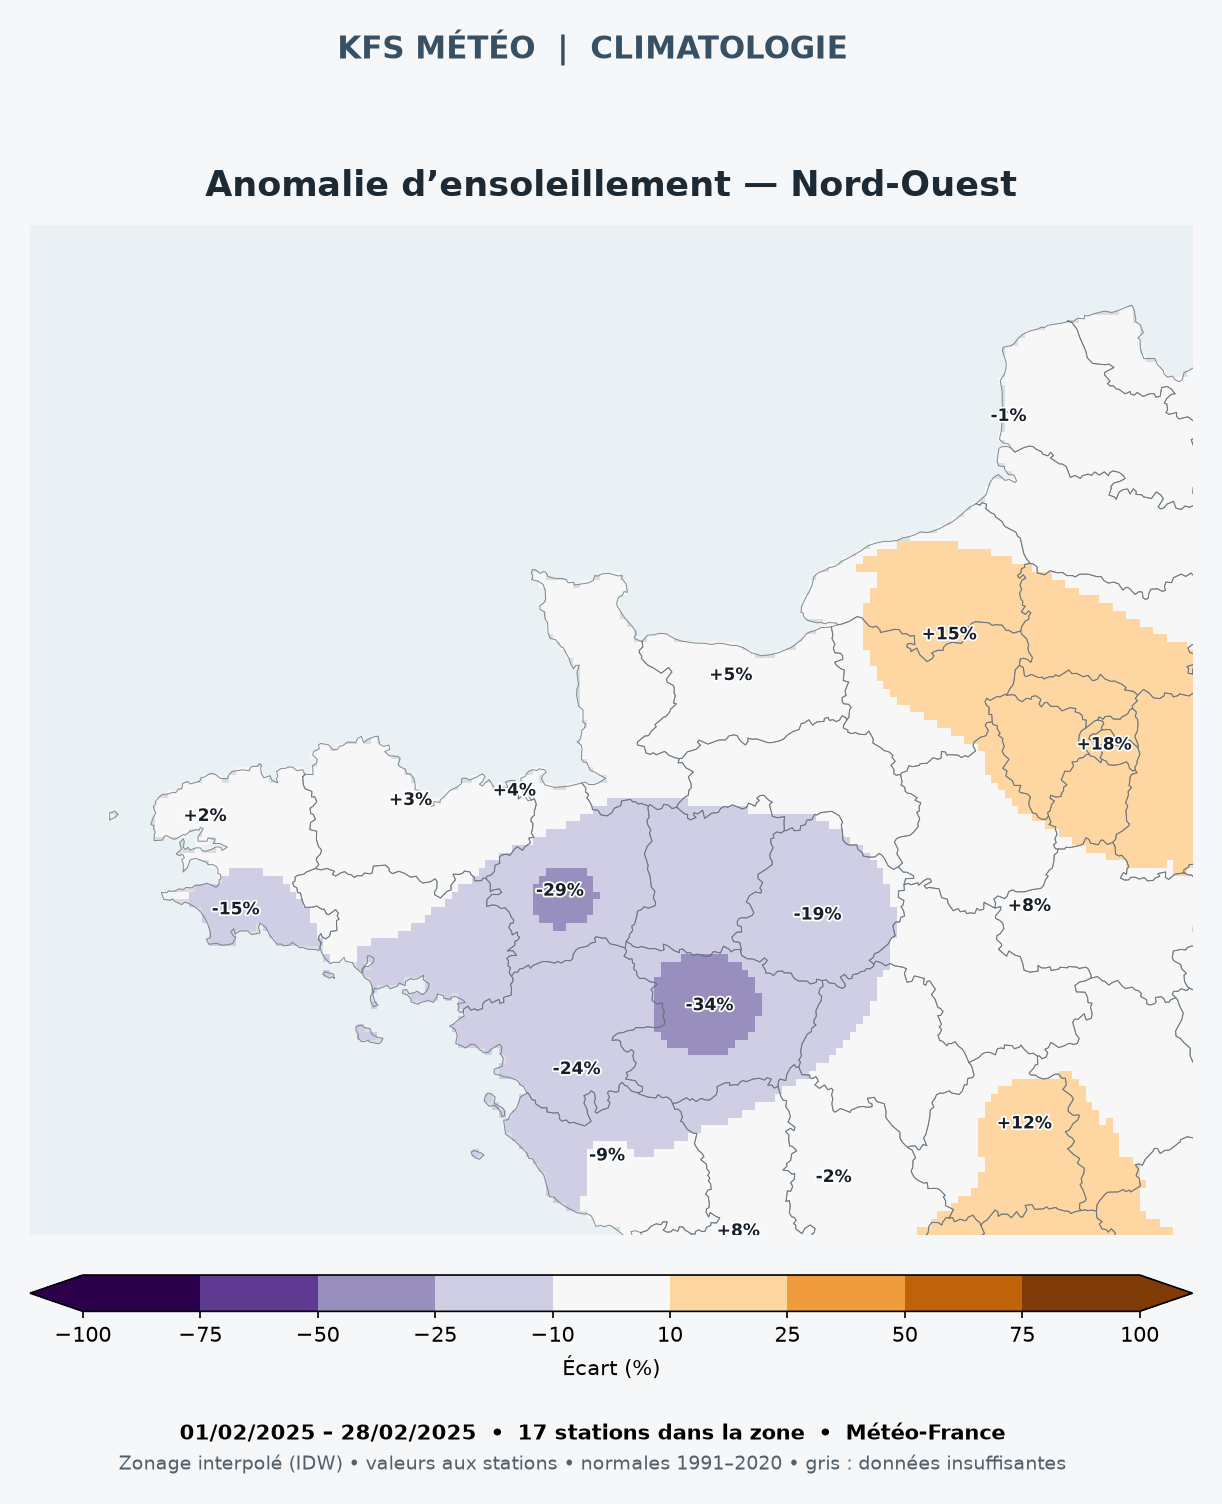 KFS MÉTÉO | CLIMATOLOGIE
Anomalie d’ensoleillement — Nord-Ouest
-1%
+15%
+5%
+18%
+4%
+3%
+2%
-29%
+8%
-15%
-19%
-34%
-24%
+12%
-9%
-2%
+8%
−100 −75 −50 −25 −10 10 25 50 75 100
Écart (%)
01/02/2025 – 28/02/2025 • 17 stations dans la zone • Météo-France
Zonage interpolé (IDW) • valeurs aux stations • normales 1991–2020 • gris : données insuffisantes